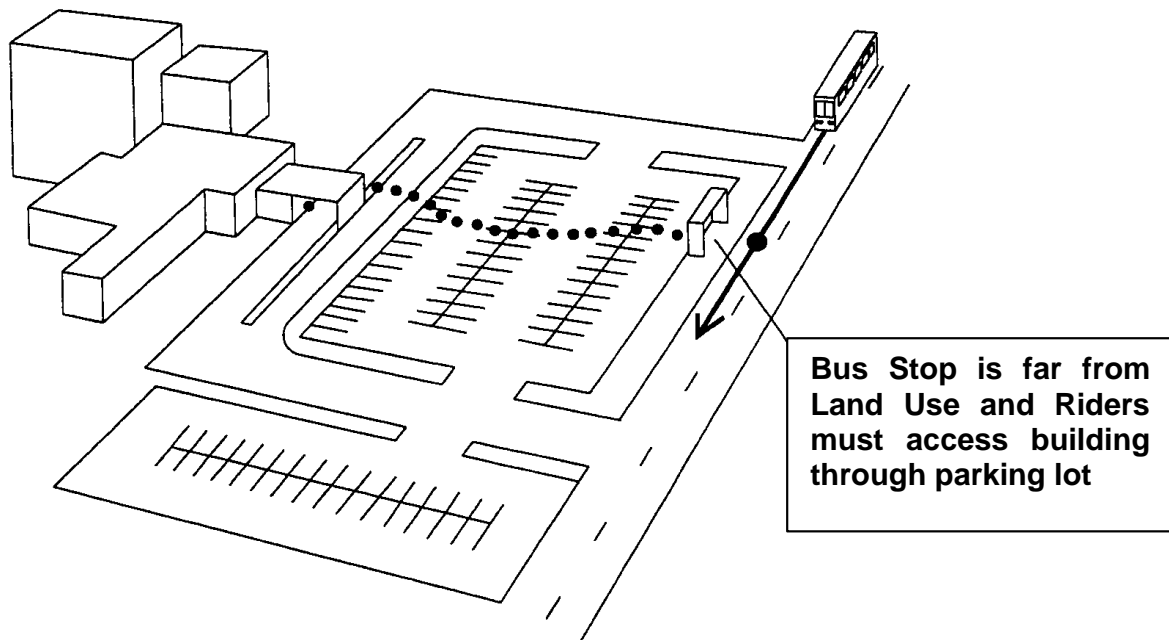 Bus Stop is far from
Land Use and Riders
must access building
through parking lot